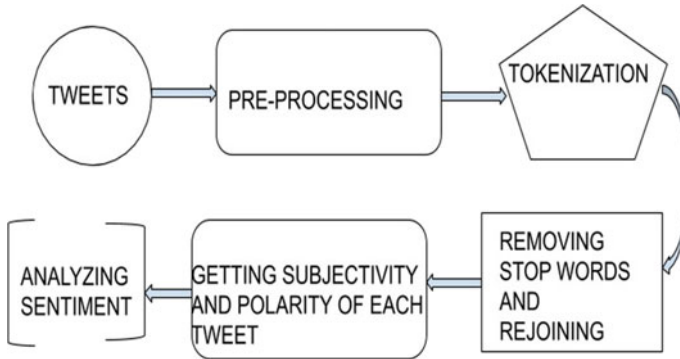 TWEETS
PRE-PROCESSING
TOKENIZATION
REMOVING
STOP WORDS
AND
REJOINING
GETTING SUBJECTIVITY
AND POLARITY OF EACH
TWEET
ANALYZING
SENTIMENT